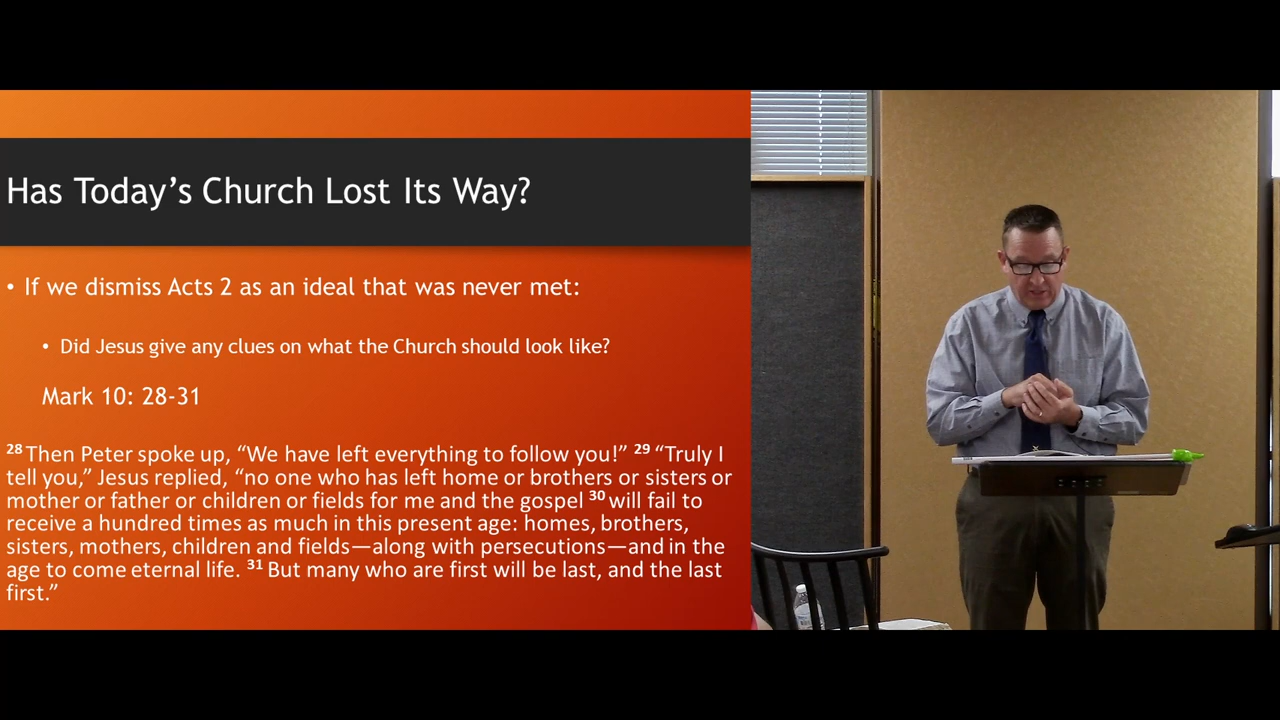 Has Today’s Church Lost Its Way?
• If we dismiss Acts 2 as an ideal that was never met:
• Did Jesus give any clues on what the Church should look like?
Mark 10: 28-31
28 Then Peter spoke up, “We have left everything to follow you!” 29 “Truly I
tell you,” Jesus replied, “no one who has left home or brothers or sisters or
mother or father or children or fields for me and the gospel 30 will fail to
receive a hundred times as much in this present age: homes, brothers,
sisters, mothers, children and fields—along with persecutions—and in the
age to come eternal life. 31 But many who are first will be last, and the last
first.”